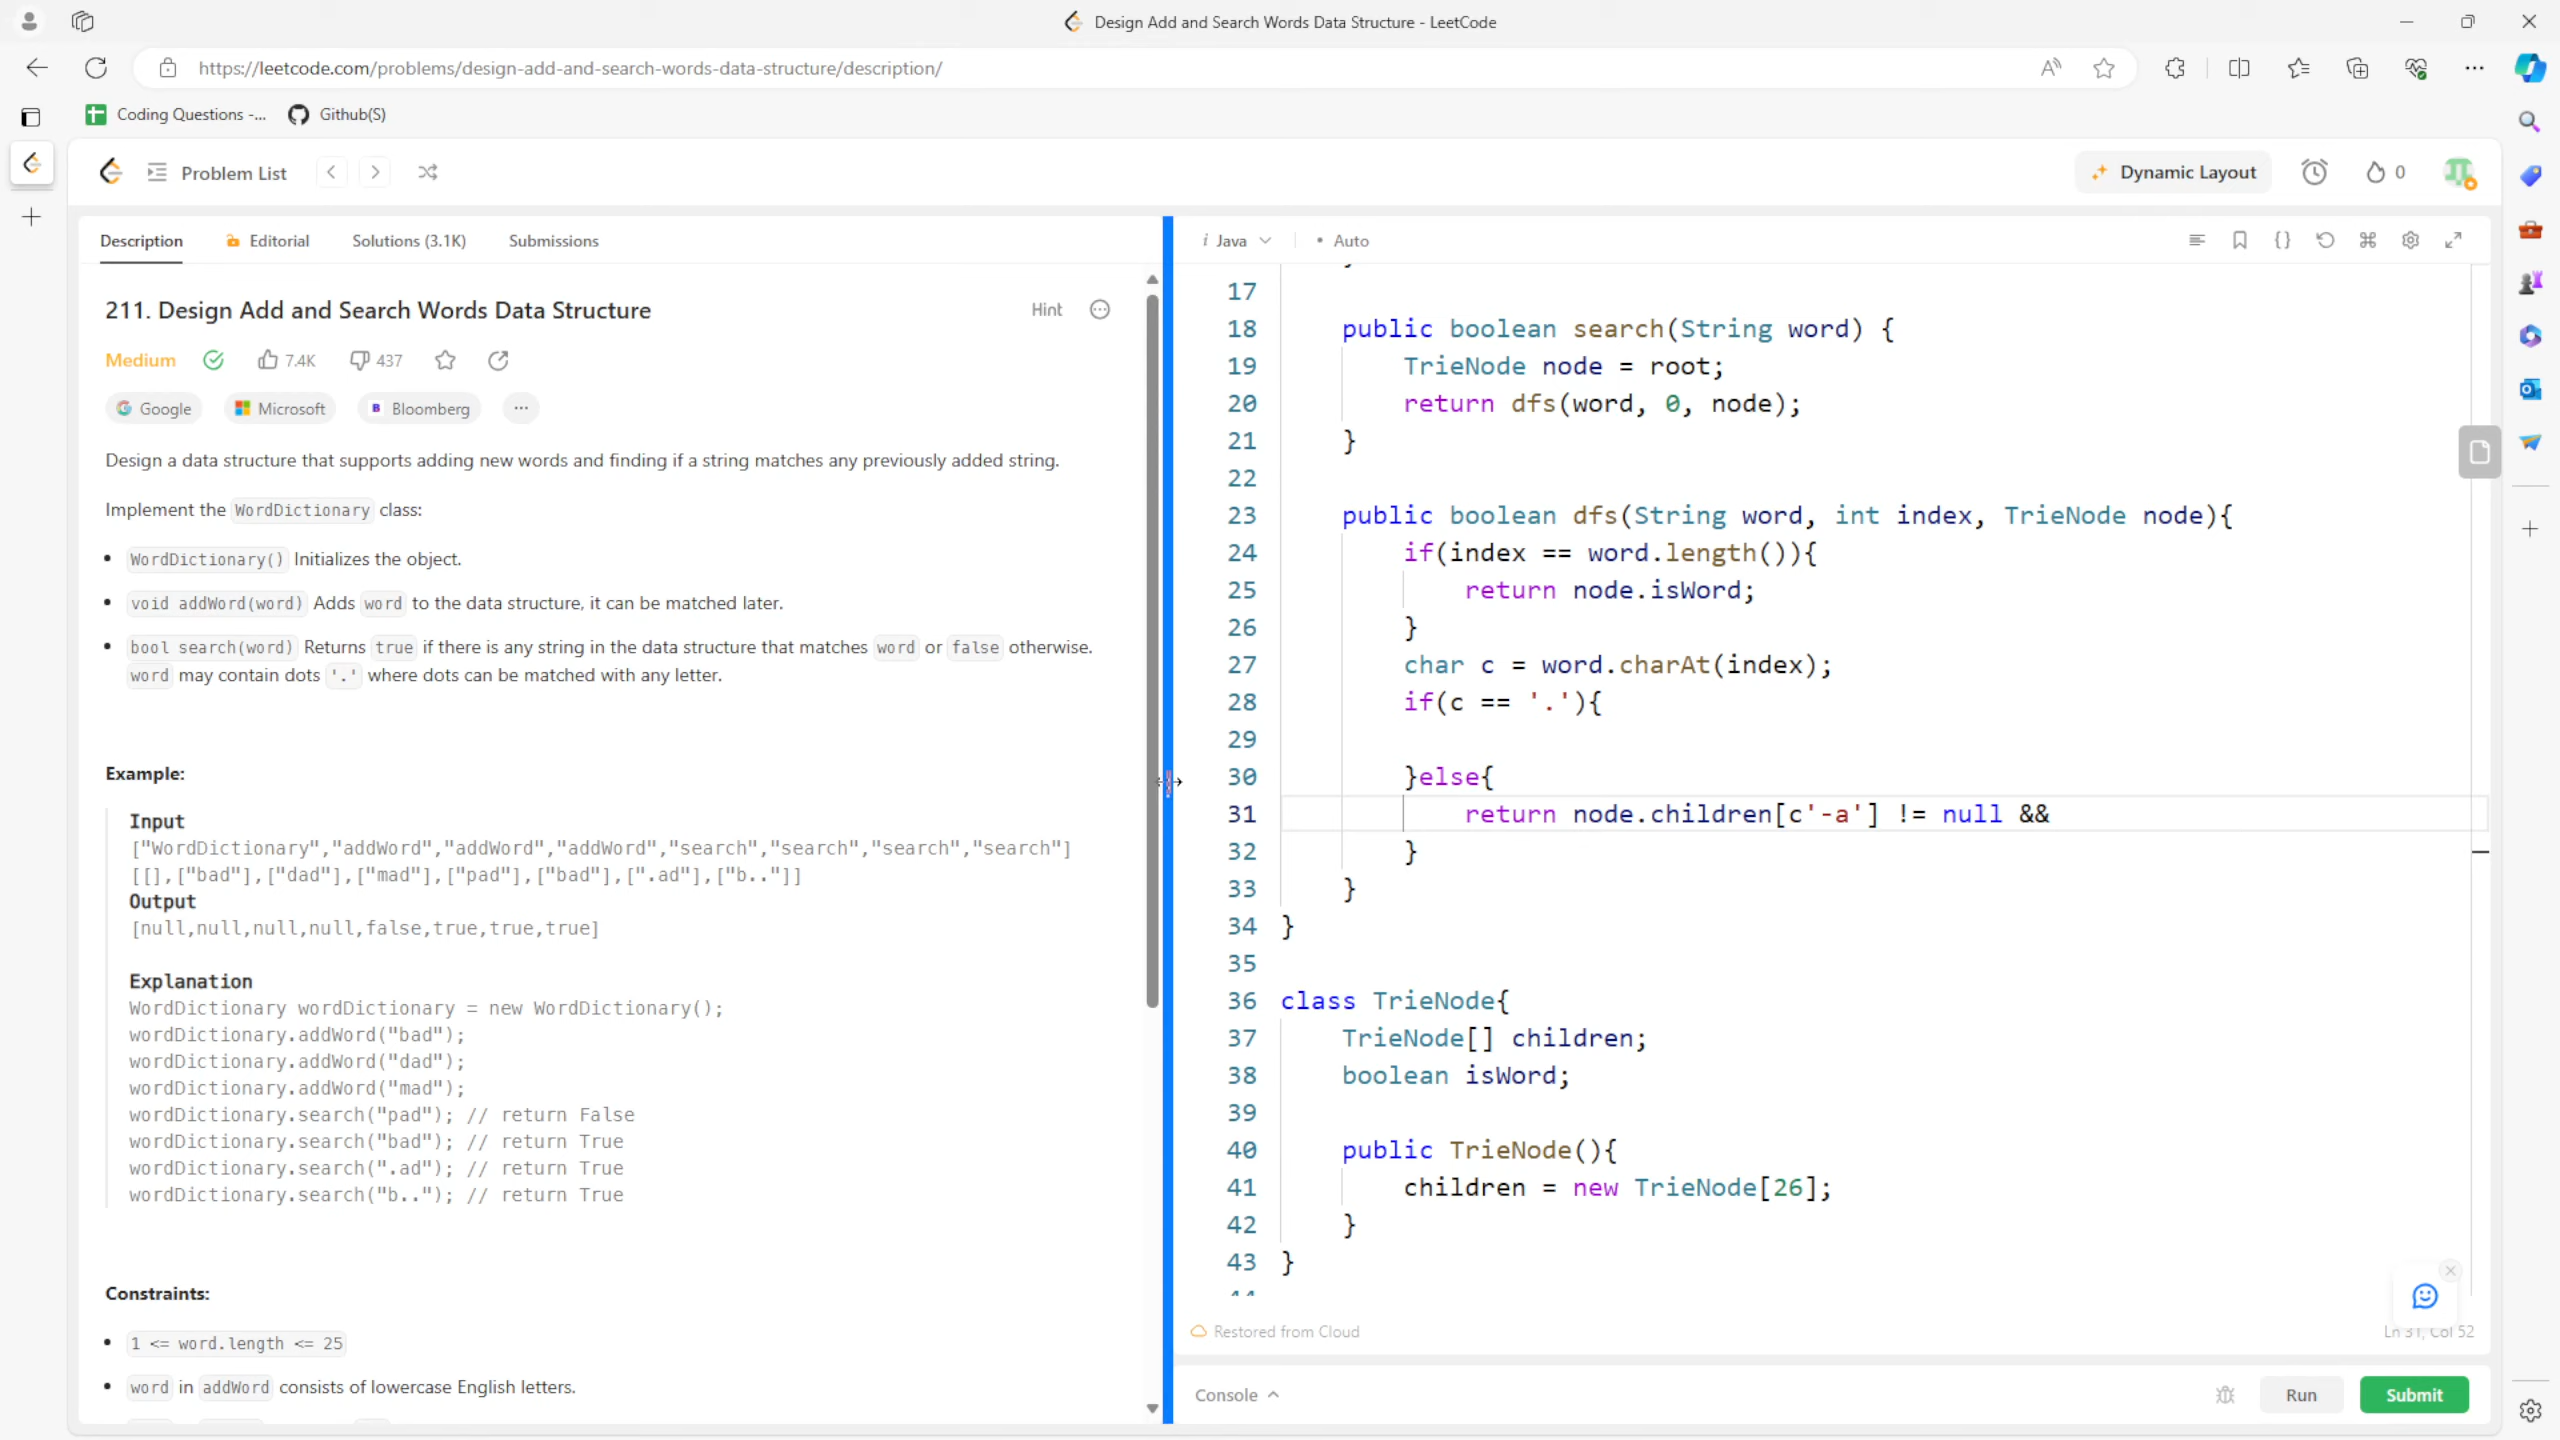 Design Add and Search Words Data Structure - LeetCode
https://leetcode.com/problems/design-add-and-search-words-data-structure/description/
Coding Questions -... Github(S)
Problem List
Dynamic Layout
0
Description Editorial Solutions (3.1K) Submissions
211. Design Add and Search Words Data Structure
Hint
Medium 7.4K 437
Google Microsoft Bloomberg ...
Design a data structure that supports adding new words and finding if a string matches any previously added string.
Implement the WordDictionary class:
• WordDictionary() Initializes the object.
• void addWord(word) Adds word to the data structure, it can be matched later.
• bool search(word) Returns true if there is any string in the data structure that matches word or false otherwise.
word may contain dots '.' where dots can be matched with any letter.
Example:
Input
["WordDictionary","addWord","addWord","addWord","search","search","search","search"]
[[],["bad"],["dad"],["mad"],["pad"],["bad"],[".ad"],["b.."]]
Output
[null,null,null,null,false,true,true,true]
Explanation
WordDictionary wordDictionary = new WordDictionary();
wordDictionary.addWord("bad");
wordDictionary.addWord("dad");
wordDictionary.addWord("mad");
wordDictionary.search("pad"); // return False
wordDictionary.search("bad"); // return True
wordDictionary.search(".ad"); // return True
wordDictionary.search("b.."); // return True
Constraints:
• 1 <= word.length <= 25
• word in addWord consists of lowercase English letters.
i Java • Auto
17
18 public boolean search(String word) {
19 TrieNode node = root;
20 return dfs(word, 0, node);
21 }
22
23 public boolean dfs(String word, int index, TrieNode node){
24 if(index == word.length()){
25 return node.isWord;
26 }
27 char c = word.charAt(index);
28 if(c == '.'){
29
30 }else{
31 return node.children[c'-a'] != null &&
32 }
33 }
34 }
35
36 class TrieNode{
37 TrieNode[] children;
38 boolean isWord;
39
40 public TrieNode(){
41 children = new TrieNode[26];
42 }
43 }
44
Restored from Cloud
Ln 31, Col 52
Console
Run
Submit